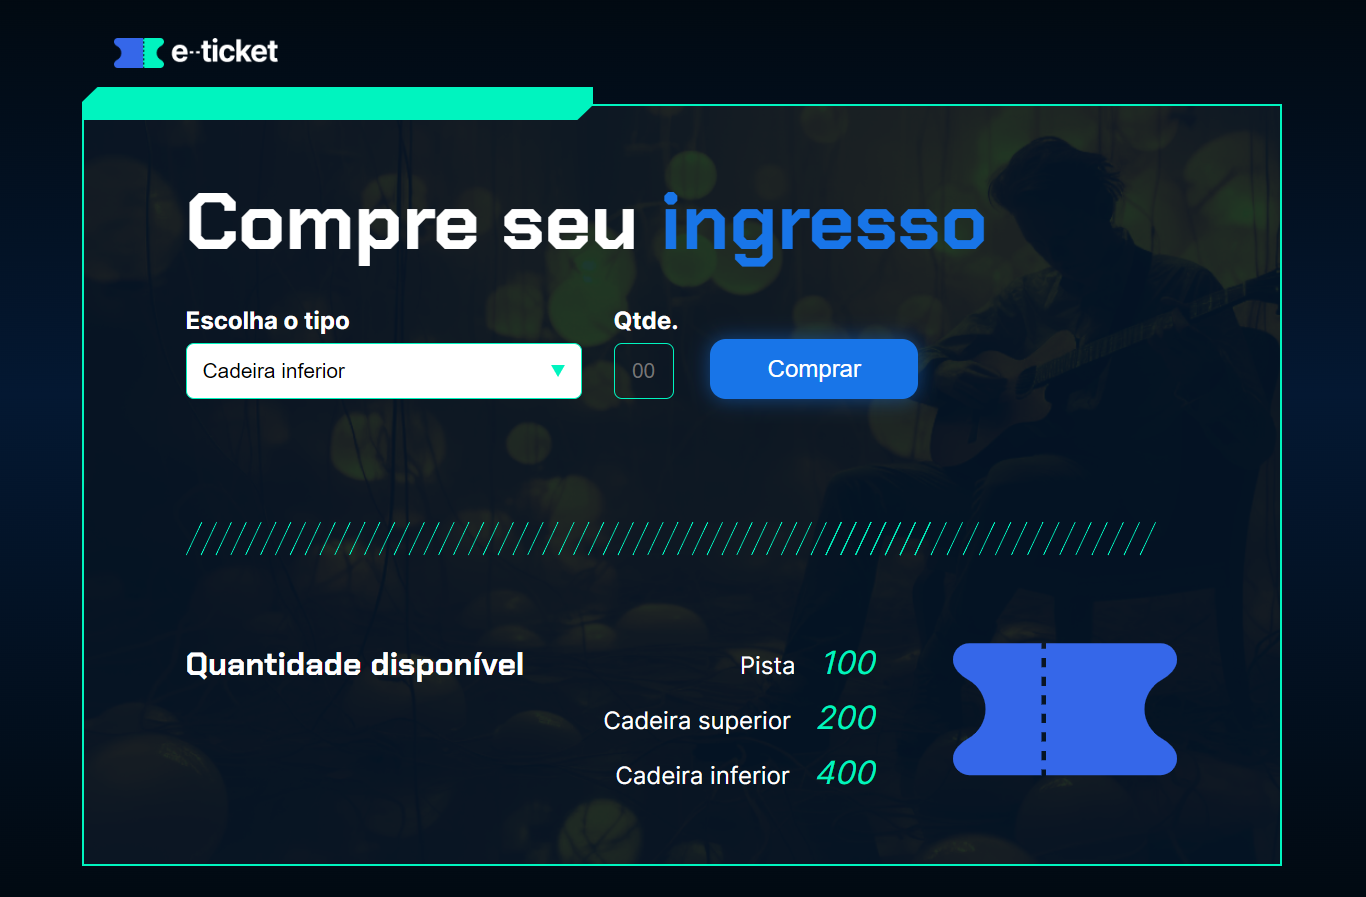 e--ticket
Compre seu ingresso
Escolha o tipo
Qtde.
Cadeira inferior
00
Comprar
Quantidade disponível
Pista 100
Cadeira superior 200
Cadeira inferior 400